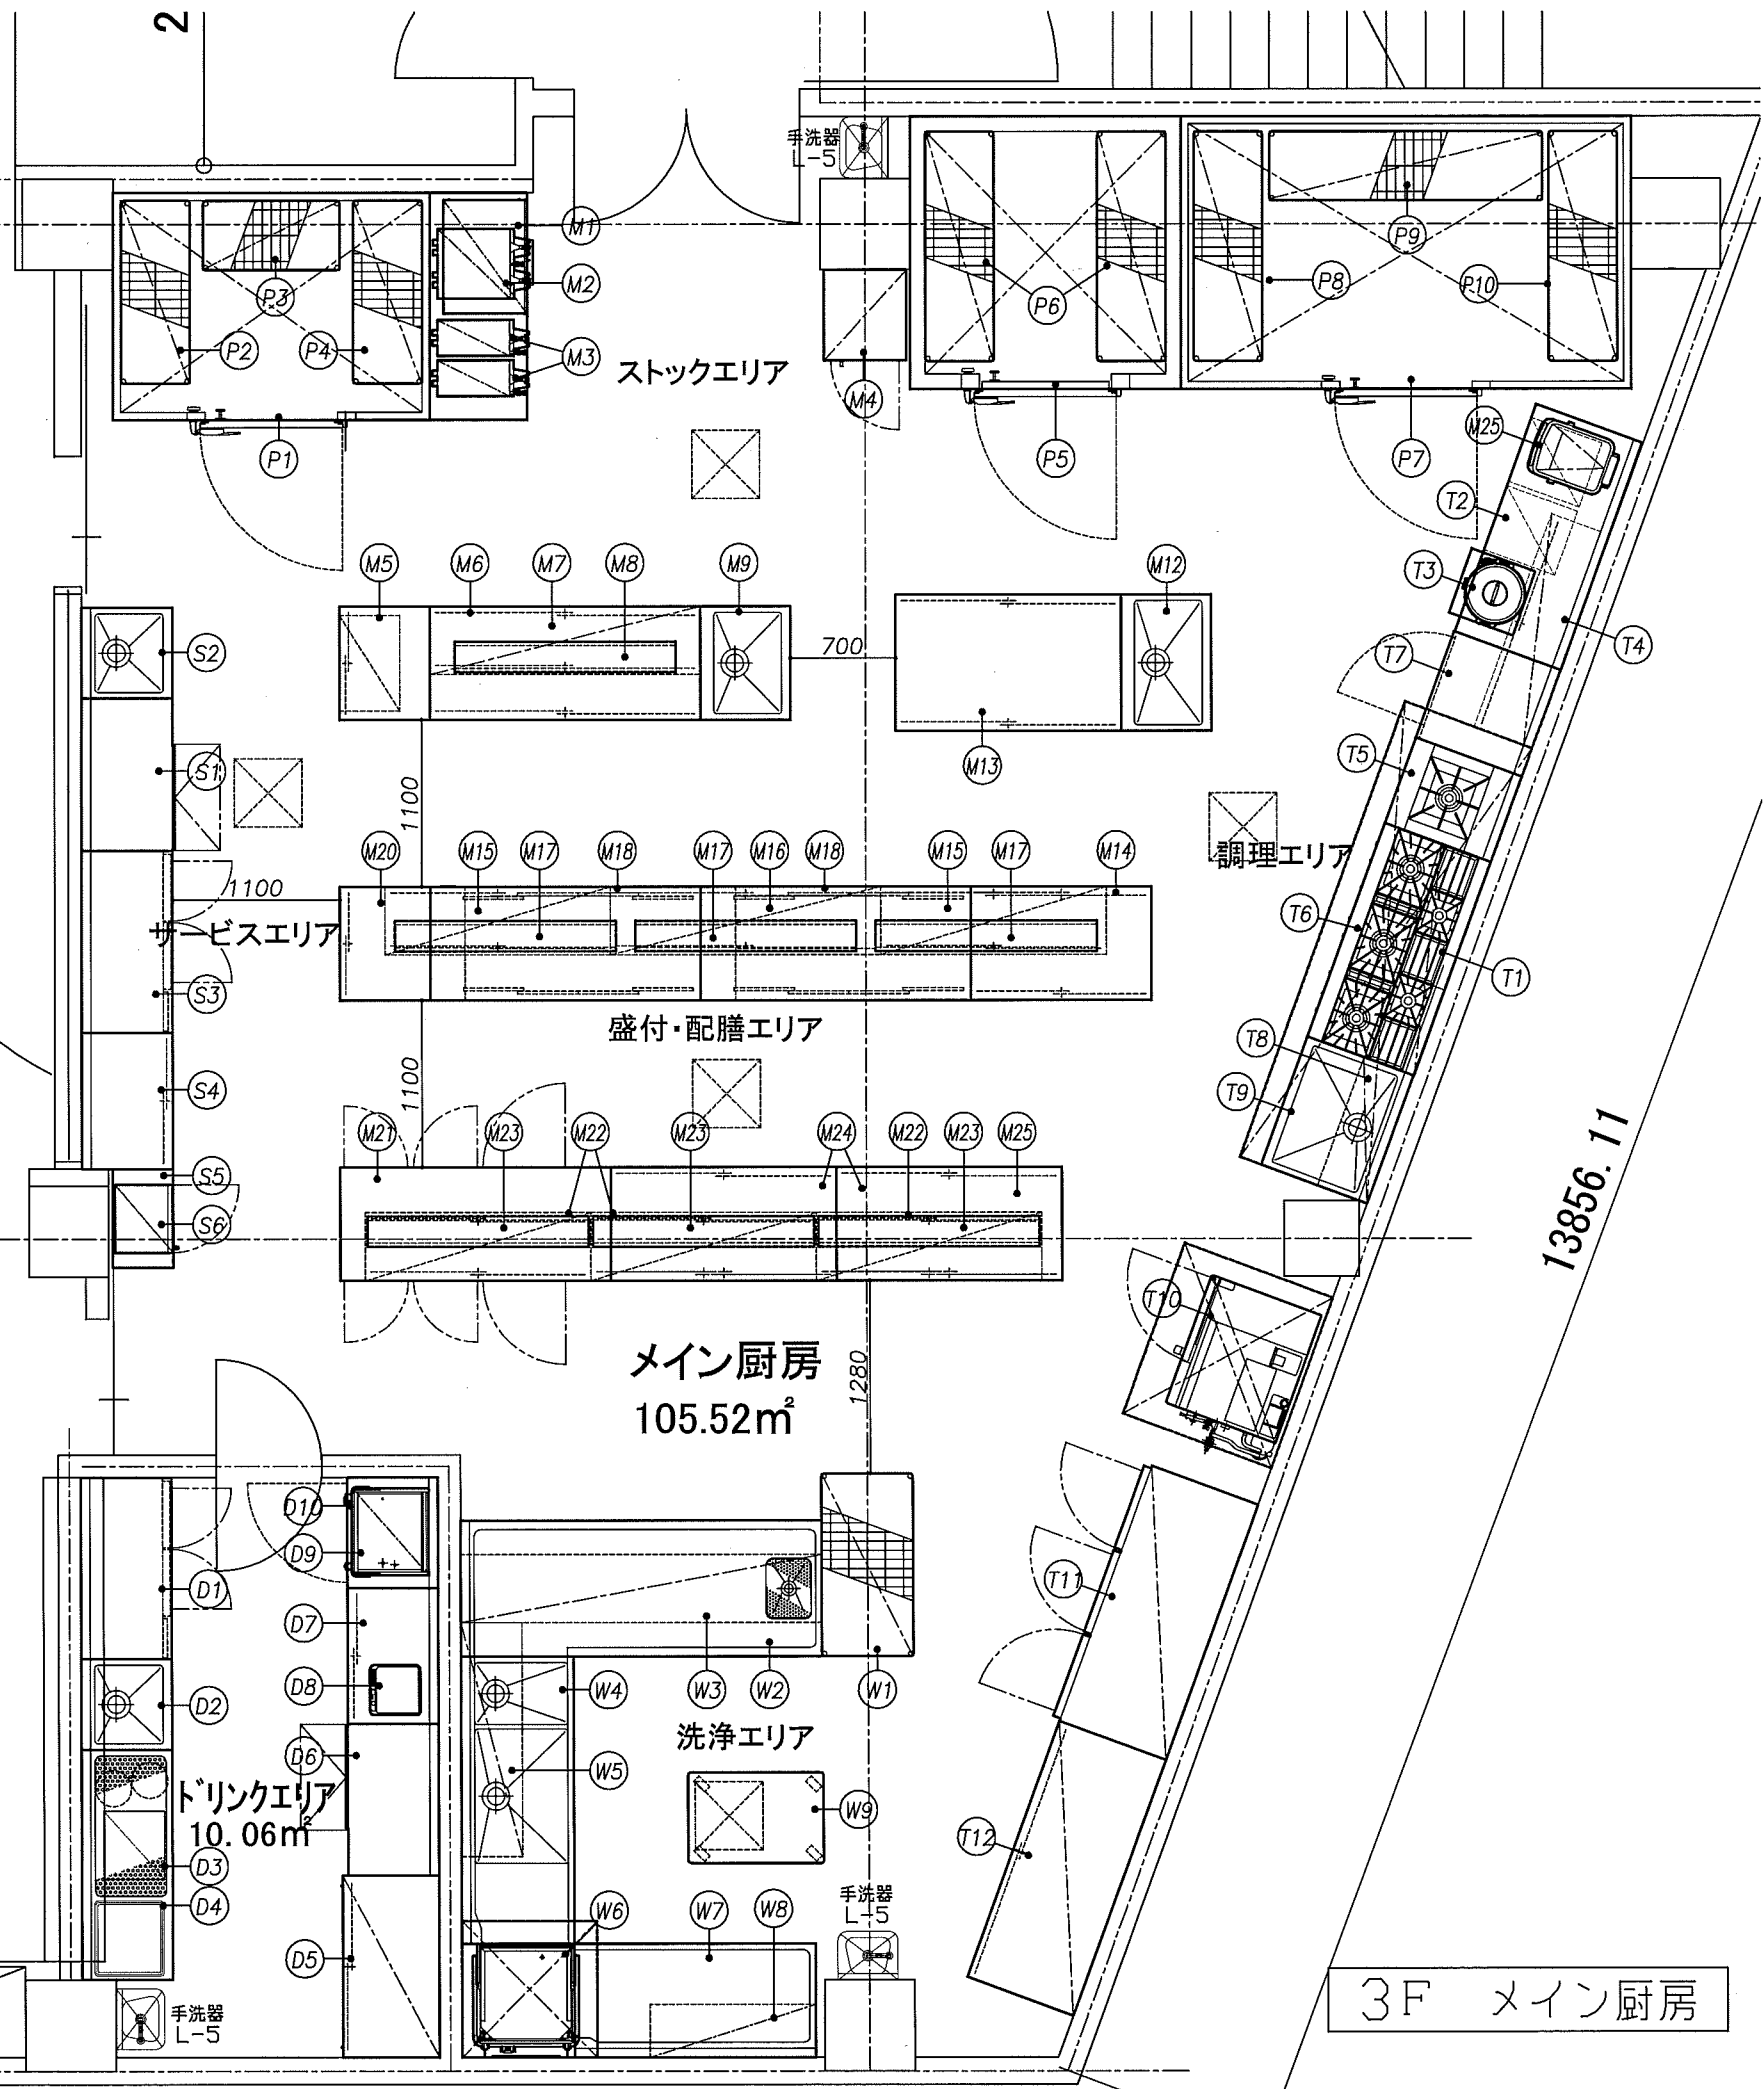 2
手洗器
L-5
M1
M2
M3
P3
P2
P4
P1
ストックエリア
M4
P6
P5
P9
P8
P10
P7
M25
T2
T3
T4
T7
M5
M6
M7
M8
M9
M12
700
M13
S2
S1
1100
T5
調理エリア
M20
M15
M17
M18
M17
M16
M18
M15
M17
M14
1100
サービスエリア
T6
T1
S3
盛付・配膳エリア
T8
T9
S4
1100
M21
M23
M22
M23
M24
M22
M23
M25
S5
S6
13856.11
T10
メイン厨房
105.52㎡
1280
D10
D9
D1
D7
D8
D2
D6
ドリンクエリア
10.06㎡
D3
D4
D5
W3
W2
W1
W4
洗浄エリア
W5
W9
W6
W7
W8
手洗器
L-5
手洗器
L-5
T11
T12
3F メイン厨房